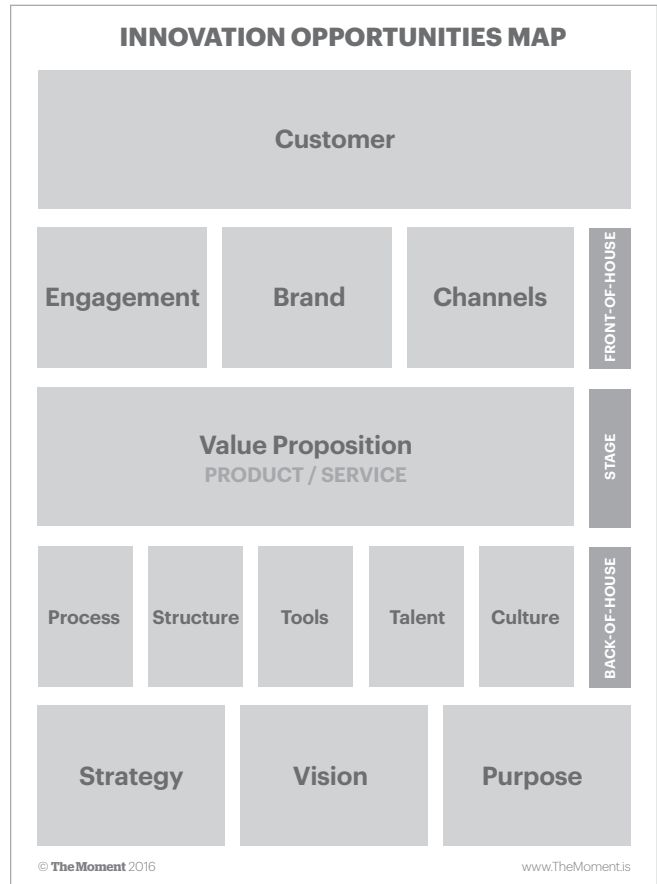 INNOVATION OPPORTUNITIES MAP
Customer
Engagement
Brand
Channels
FRONT-OF-HOUSE
Value Proposition
PRODUCT / SERVICE
STAGE
Process
Structure
Tools
Talent
Culture
BACK-OF-HOUSE
Strategy
Vision
Purpose
© The Moment 2016
www.TheMoment.is